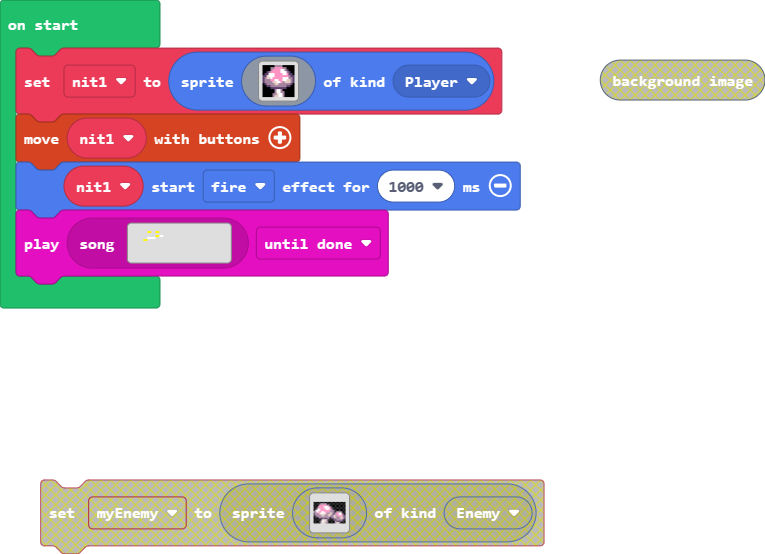 on start
set nit1 to sprite of kind Player
background image
move nit1 with buttons
nit1 start fire effect for 1000 ms
play song until done
set myEnemy to sprite of kind Enemy